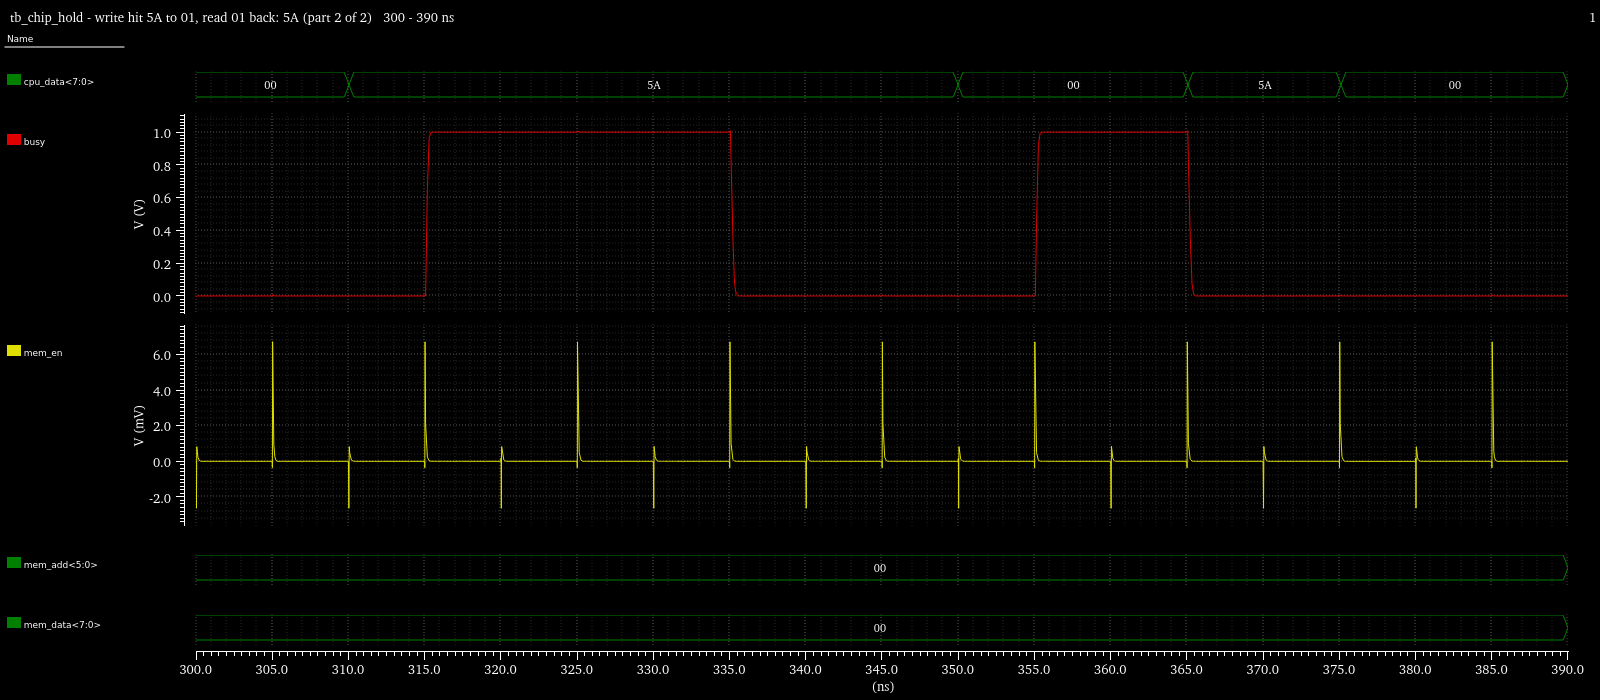 tb_chip_hold - write hit 5A to 01, read 01 back: 5A (part 2 of 2) 300 - 390 ns
1
Name
cpu_data<7:0>
00 5A 00 5A 00
busy
V (V)
1.0
0.8
0.6
0.4
0.2
0.0
mem_en
V (mV)
6.0
4.0
2.0
0.0
-2.0
mem_add<5:0>
00
mem_data<7:0>
00
300.0 305.0 310.0 315.0 320.0 325.0 330.0 335.0 340.0 345.0 350.0 355.0 360.0 365.0 370.0 375.0 380.0 385.0 390.0
(ns)